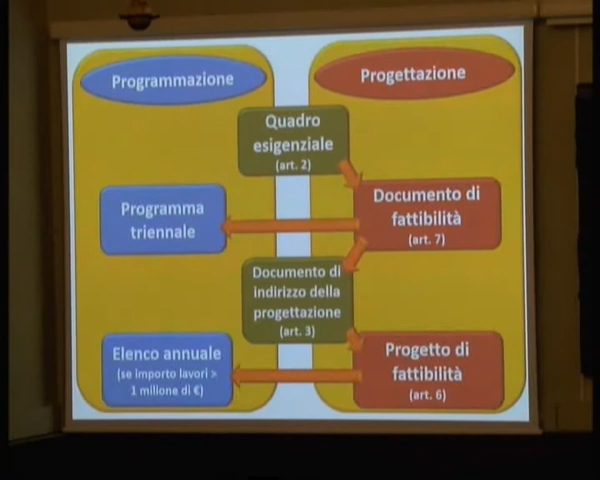 Programmazione
Progettazione
Quadro
esigenziale
(art. 2)
Documento di
fattibilità
(art. 7)
Programma
triennale
Documento di
indirizzo della
progettazione
(art. 3)
Elenco annuale
(se importo lavori >
1 milione di €)
Progetto di
fattibilità
(art. 6)